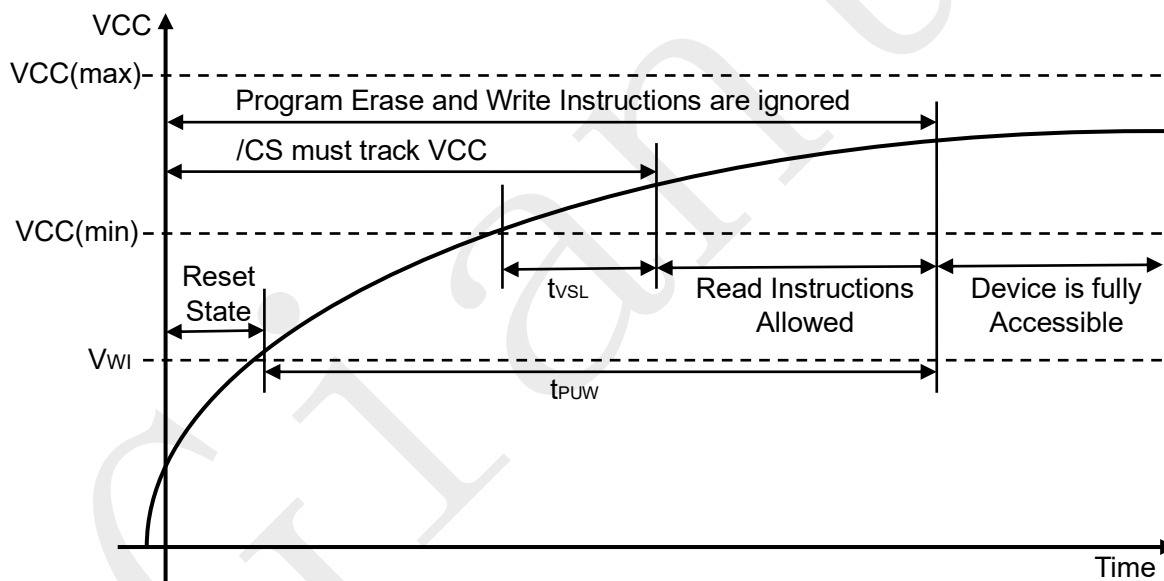 VCC
VCC(max)
Program Erase and Write Instructions are ignored
/CS must track VCC
VCC(min)
Reset
State
tVSL
Read Instructions
Allowed
Device is fully
Accessible
VWI
tPUW
Time